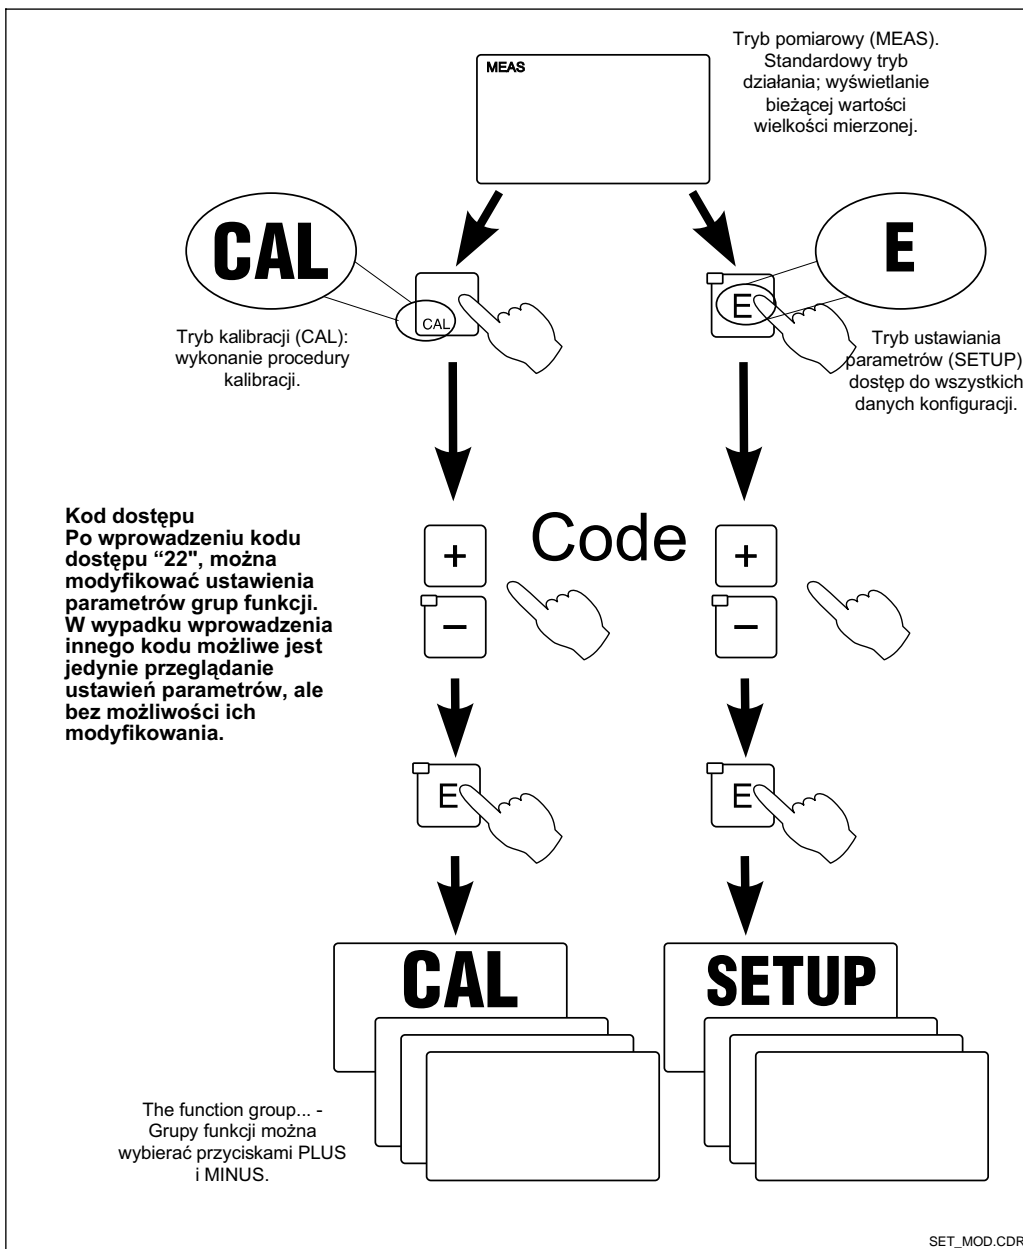 Tryb pomiarowy (MEAS).
Standardowy tryb
działania; wyświetlanie
bieżącej wartości
wielkości mierzonej.
MEAS
CAL
E
CAL
E
Tryb kalibracji (CAL):
wykonanie procedury
kalibracji.
Tryb ustawiania
parametrów (SETUP)
dostęp do wszystkich
danych konfiguracji.
Kod dostępu
Po wprowadzeniu kodu
dostępu “22", można
modyfikować ustawienia
parametrów grup funkcji.
W wypadku wprowadzenia
innego kodu możliwe jest
jedynie przeglądanie
ustawień parametrów, ale
bez możliwości ich
modyfikowania.
+
Code
+
−
−
E
E
CAL
SETUP
The function group... -
Grupy funkcji można
wybierać przyciskami PLUS
i MINUS.
SET_MOD.CDR